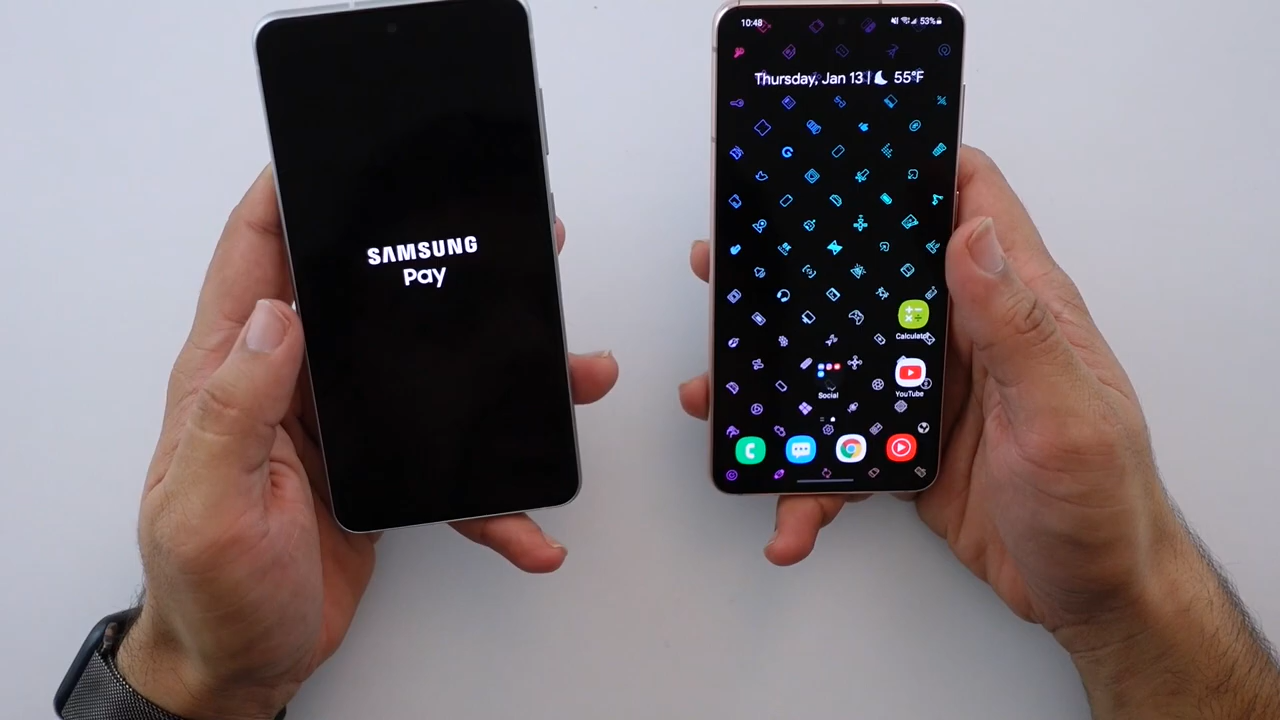 SAMSUNG
Pay
10:48
53%
Thursday, Jan 13 | 55°F
Calculator
Social
YouTube